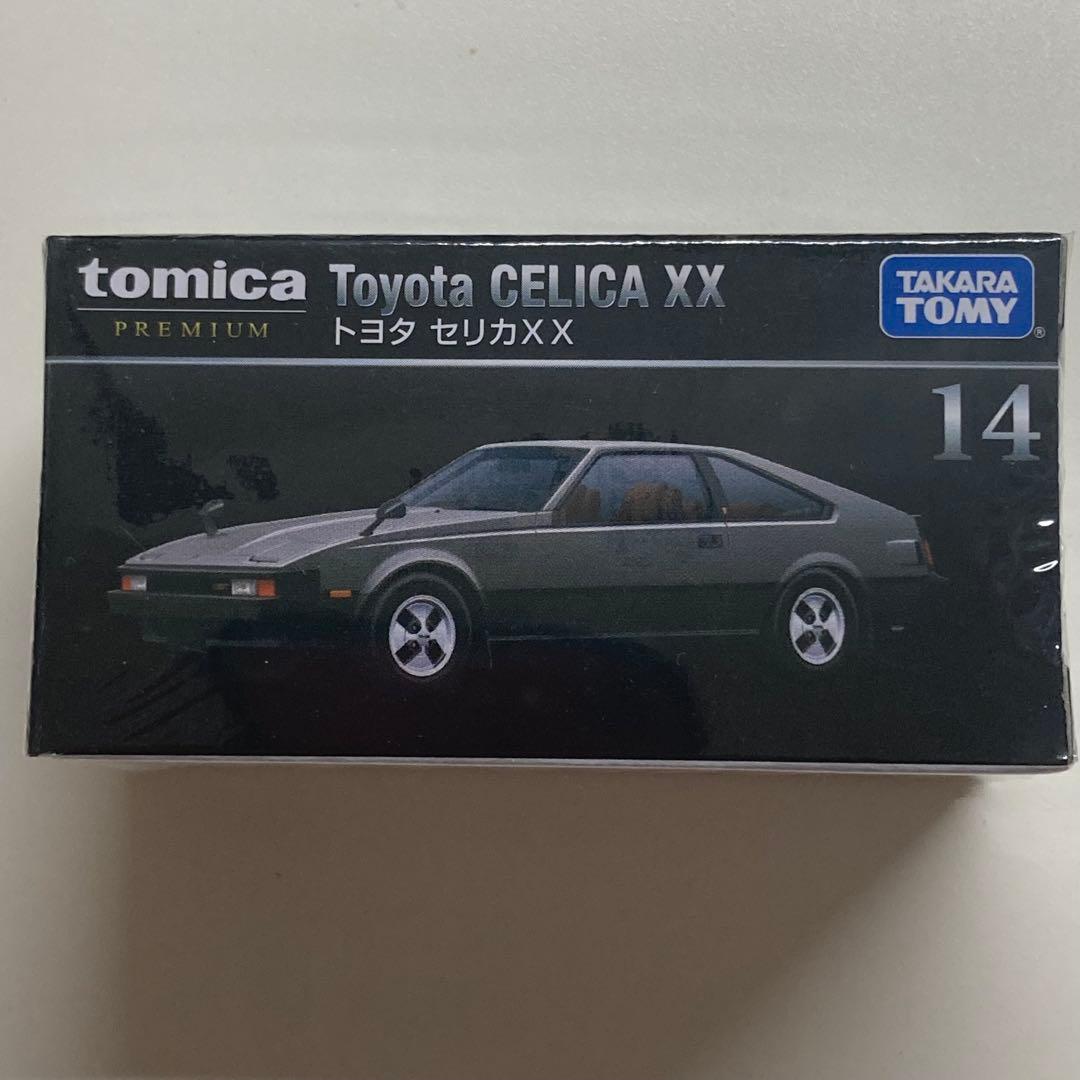 tomica
PREMIUM
Toyota CELICA XX
トヨタ セリカXX
TAKARA
TOMY
®
14